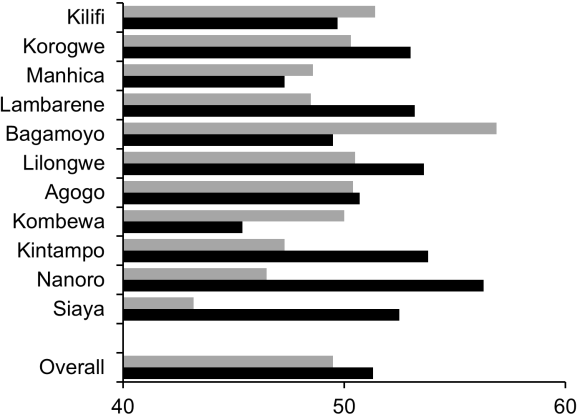 Kilifi
Korogwe
Manhica
Lambarene
Bagamoyo
Lilongwe
Agogo
Kombewa
Kintampo
Nanoro
Siaya
Overall
40 50 60